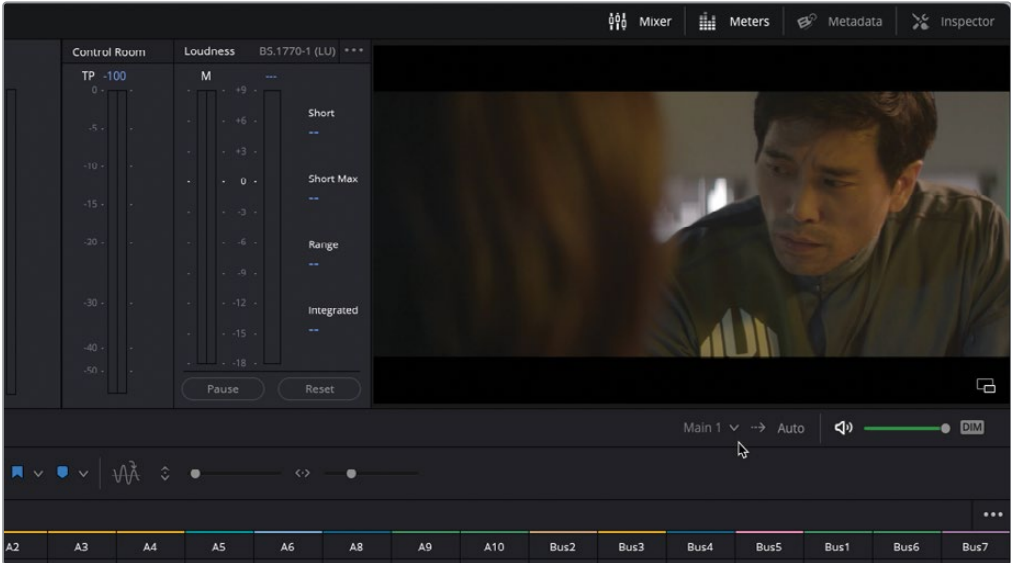 Mixer Meters Metadata Inspector
Control Room Loudness BS.1770-1 (LU) •••
TP -100 M ---
0 - - +9 -
Short
-5 - - +6 -
--
-10 - - +3 -
Short Max
-15 - - 0 -
--
- -3 -
-20 - - -6 -
Range
--
- -9 -
-30 - - -12 -
Integrated
--
-40 - - -15 -
-50 - - -18 -
Pause Reset
Main 1 Auto DIM
•••
A2 A3 A4 A5 A6 A8 A9 A10 Bus2 Bus3 Bus4 Bus5 Bus1 Bus6 Bus7